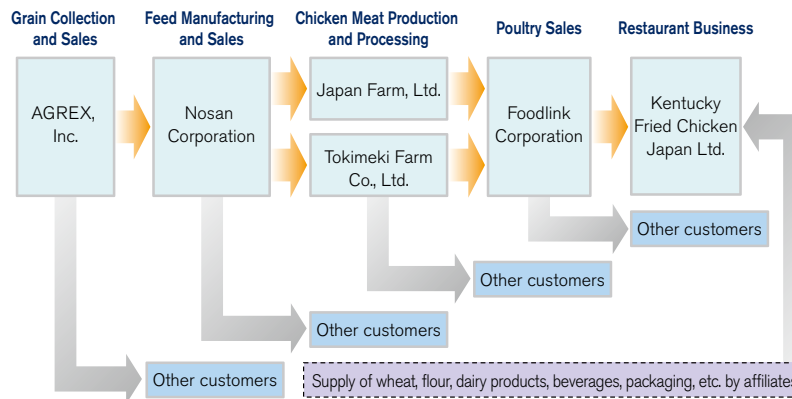 Grain Collection
and Sales
Feed Manufacturing
and Sales
Chicken Meat Production
and Processing
Poultry Sales
Restaurant Business
AGREX,
Inc.
Nosan
Corporation
Japan Farm, Ltd.
Tokimeki Farm
Co., Ltd.
Foodlink
Corporation
Kentucky
Fried Chicken
Japan Ltd.
Other customers
Other customers
Other customers
Other customers
Supply of wheat, flour, dairy products, beverages, packaging, etc. by affiliates